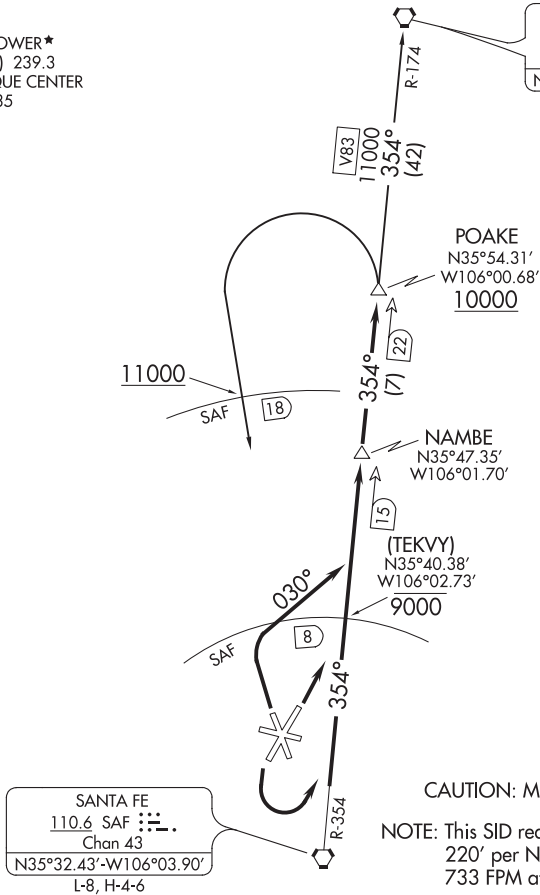 OWER★
) 239.3
UE CENTER
35
N
R-174
V83
11000
354°
(42)
POAKE
N35°54.31'
W106°00.68'
10000
22
354°
(7)
11000
SAF
18
NAMBE
N35°47.35'
W106°01.70'
15
(TEKVY)
N35°40.38'
W106°02.73'
9000
030°
SAF
8
354°
R-354
SANTA FE
110.6 SAF
Chan 43
N35°32.43'-W106°03.90'
L-8, H-4-6
CAUTION: M
NOTE: This SID req
220' per N
733 FPM a